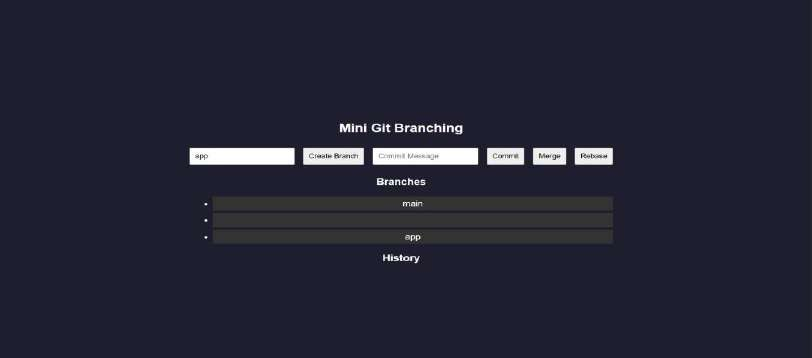 Mini Git Branching
app Create Branch Commit Message Commit Merge Rebase
Branches
main
app
History